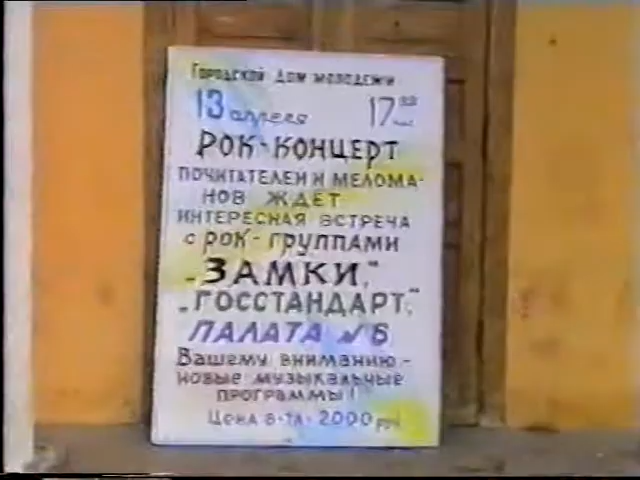 Городской Дом молодежи
13 апреля 17 00 час
РОК-КОНЦЕРТ
ПОЧИТАТЕЛЕЙ И МЕЛОМА-
НОВ ЖДЕТ
ИНТЕРЕСНАЯ ВСТРЕЧА
с РОК-ГРУППАМИ
„ЗАМКИ",
„ГОССТАНДАРТ",
ПАЛАТА №6
Вашему вниманию -
новые музыкальные
программы!
Цена б-та- 2000 руб